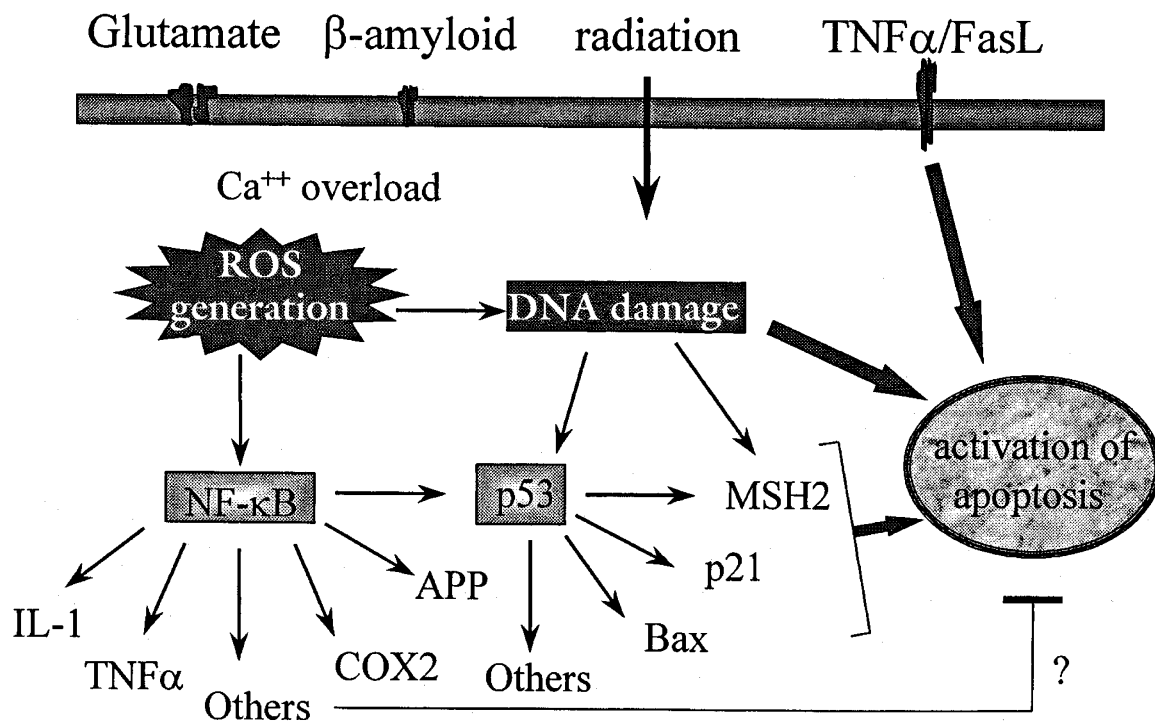 Glutamate β-amyloid radiation TNFα/FasL
Ca⁺⁺ overload
ROS
generation
DNA damage
activation of
apoptosis
NF-κB
p53
MSH2
APP
p21
IL-1
Bax
TNFα
COX2
Others
Others
?